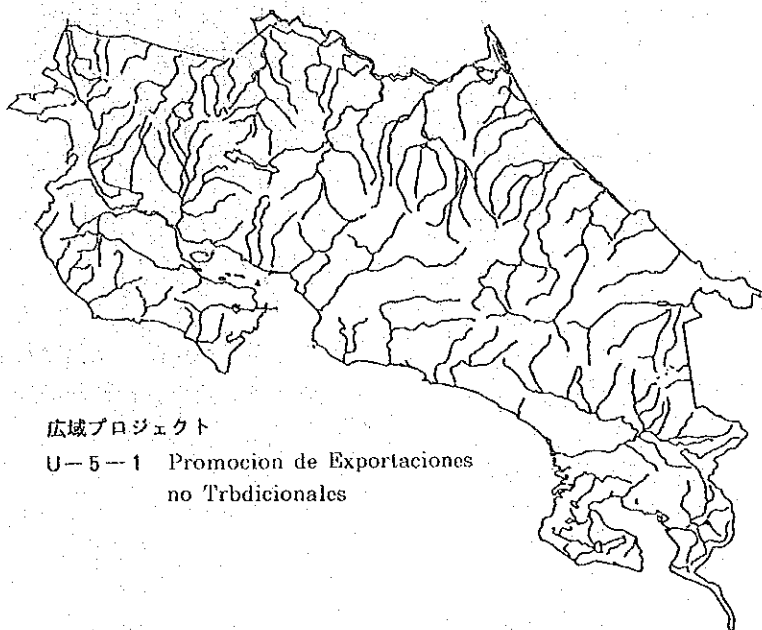 広域プロジェクト
U－5－1 Promocion de Exportaciones
no Trbdicionales